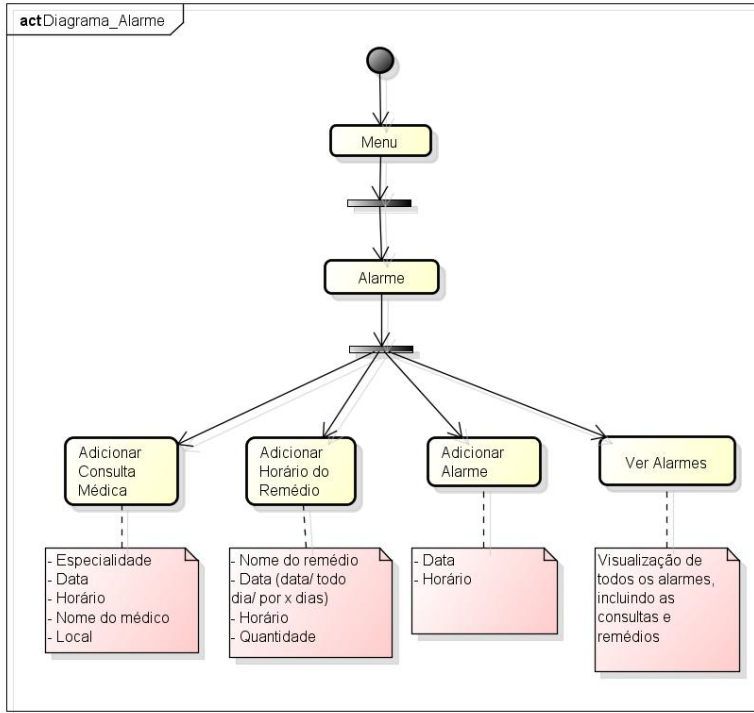 act Diagrama_Alarme
Menu
Alarme
Adicionar
Consulta
Médica
Adicionar
Horário do
Remédio
Adicionar
Alarme
Ver Alarmes
- Especialidade
- Data
- Horário
- Nome do médico
- Local
- Nome do remédio
- Data (data/ todo
dia/ por x dias)
- Horário
- Quantidade
- Data
- Horário
Visualização de
todos os alarmes,
incluindo as
consultas e
remédios